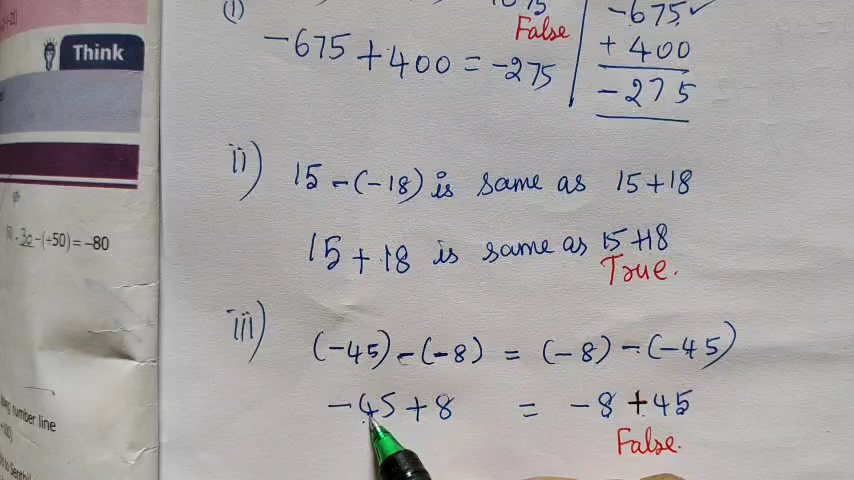 (i)
False
-675 + 400 = -275
-675 ✓
+ 400
-275
ii) 15 - (-18) is same as 15 + 18
15 + 18 is same as 15 + 18
True.
iii) (-45) - (-8) = (-8) - (-45)
-45 + 8 = -8 + 45
False.
Think
30 - (+50) = -80
number line